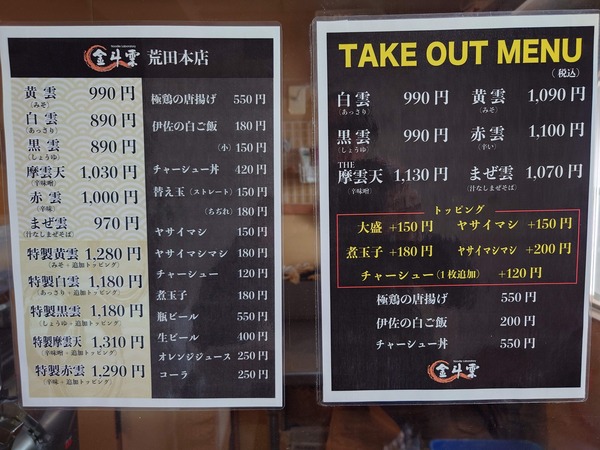 金斗雲 荒田本店
黄雲 990円
(みそ)
白雲 890円
(あっさり)
黒雲 890円
(しょうゆ)
摩雲天 1,030円
(辛味噌)
赤雲 1,000円
(辛味)
まぜ雲 970円
(汁なしまぜそば)
特製黄雲 1,280円
(みそ+追加トッピング)
特製白雲 1,180円
(あっさり+追加トッピング)
特製黒雲 1,180円
(しょうゆ+追加トッピング)
特製摩雲天 1,310円
(辛味噌+追加トッピング)
特製赤雲 1,290円
(辛味+追加トッピング)
極鶏の唐揚げ 550円
伊佐の白ご飯 180円
(小) 150円
チャーシュー丼 420円
替え玉(ストレート) 150円
(ちぢれ) 180円
ヤサイマシ 150円
ヤサイマシマシ 180円
チャーシュー 120円
煮玉子 180円
瓶ビール 550円
生ビール 400円
オレンジジュース 250円
コーラ 250円
TAKE OUT MENU
(税込)
白雲 990円
(あっさり)
黄雲 1,090円
(みそ)
黒雲 990円
(しょうゆ)
赤雲 1,100円
(辛い)
THE
摩雲天 1,130円
(辛味噌)
まぜ雲 1,070円
(汁なしまぜそば)
トッピング
大盛 +150円 ヤサイマシ +150円
煮玉子 +180円 ヤサイマシマシ +200円
チャーシュー(1枚追加) +120円
極鶏の唐揚げ 550円
伊佐の白ご飯 200円
チャーシュー丼 550円
金斗雲